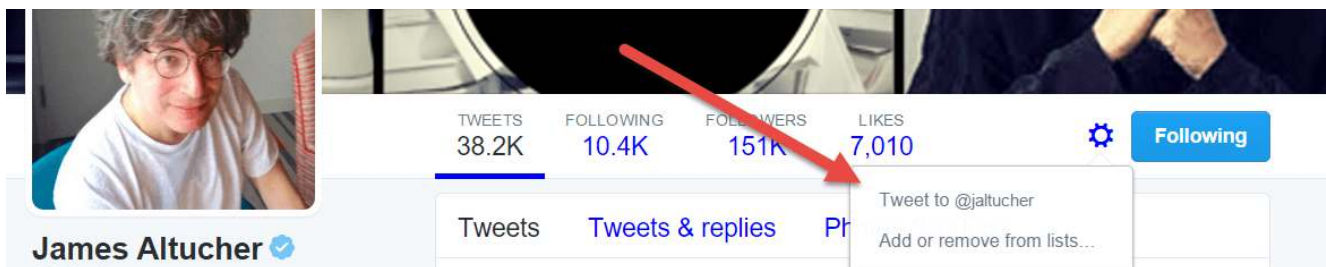 TWEETS FOLLOWING FOLLOWERS LIKES
38.2K 10.4K 151K 7,010
Following
Tweet to @jaltucher
Tweets Tweets & replies
Add or remove from lists...
James Altucher